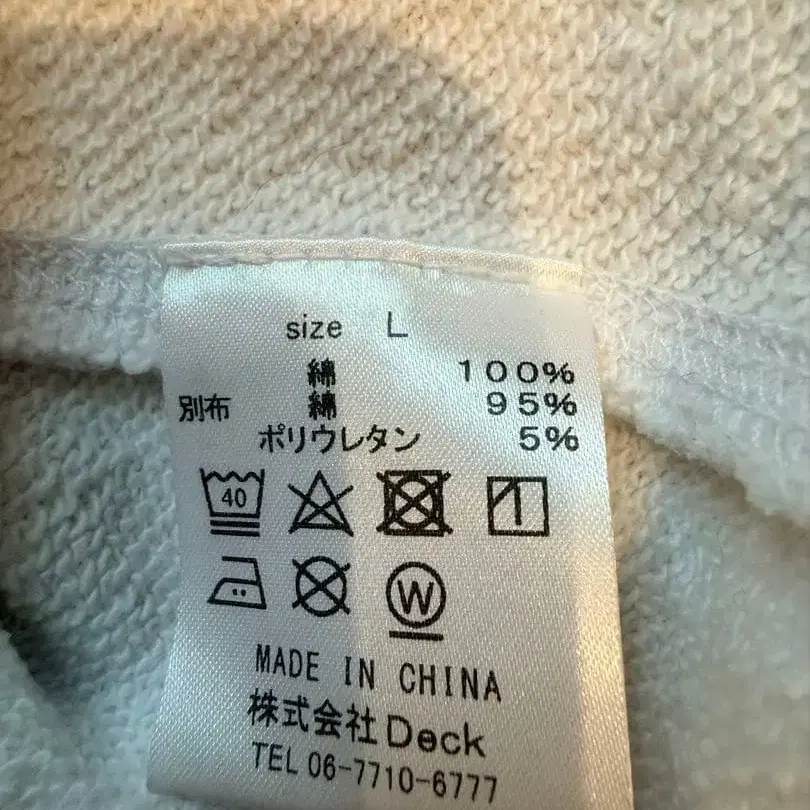 size L
綿 100%
別布 綿 95%
ポリウレタン 5%
40
W
MADE IN CHINA
株式会社Deck
TEL 06-7710-6777